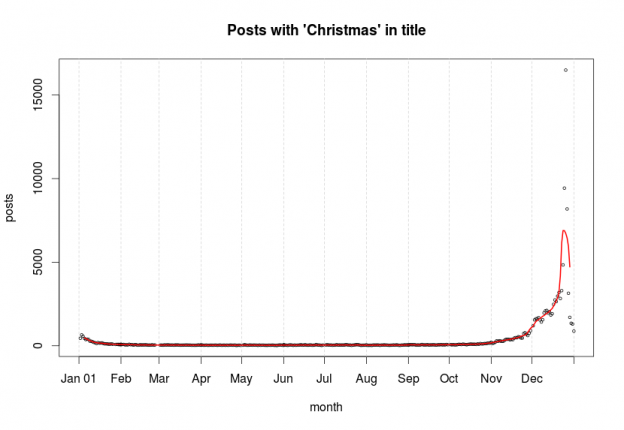 Posts with 'Christmas' in title
posts
15000
10000
5000
0
Jan 01 Feb Mar Apr May Jun Jul Aug Sep Oct Nov Dec
month